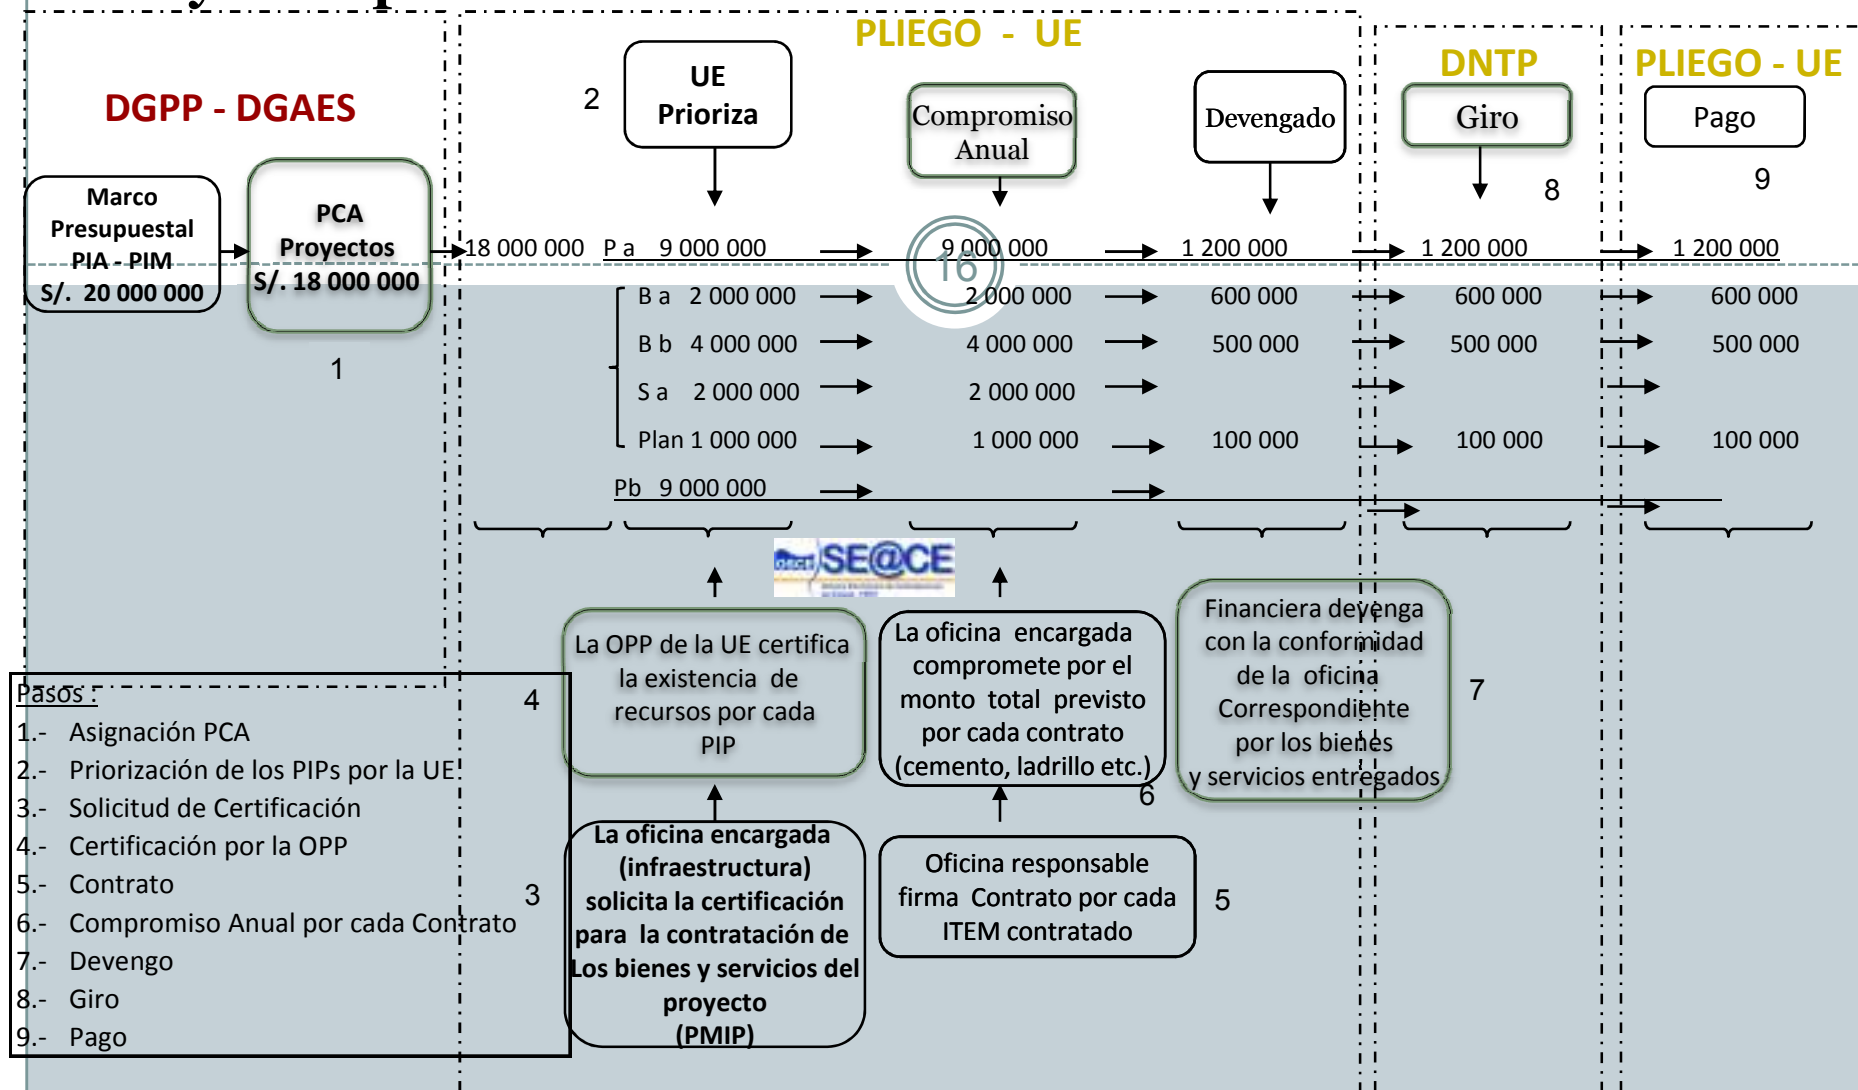 PLIEGO - UE
DNTP
PLIEGO - UE
DGPP - DGAES
2
UE
Prioriza
Compromiso
Anual
Devengado
Giro
Pago
8
9
Marco
Presupuestal
PIA - PIM
S/. 20 000 000
PCA
Proyectos
S/. 18 000 000
1
18 000 000 P a 9 000 000 9 000 000 1 200 000 1 200 000 1 200 000
16
B a 2 000 000 2 000 000 600 000 600 000 600 000
B b 4 000 000 4 000 000 500 000 500 000 500 000
S a 2 000 000 2 000 000
Plan 1 000 000 1 000 000 100 000 100 000 100 000
Pb 9 000 000
SE@CE
La OPP de la UE certifica
la existencia de
recursos por cada
PIP
4
La oficina encargada
compromete por el
monto total previsto
por cada contrato
(cemento, ladrillo etc.)
6
Financiera devenga
con la conformidad
de la oficina
Correspondiente
por los bienes
y servicios entregados
7
La oficina encargada
(infraestructura)
solicita la certificación
para la contratación de
Los bienes y servicios del
proyecto
(PMIP)
3
Oficina responsable
firma Contrato por cada
ITEM contratado
5
Pasos :
1.- Asignación PCA
2.- Priorización de los PIPs por la UE
3.- Solicitud de Certificación
4.- Certificación por la OPP
5.- Contrato
6.- Compromiso Anual por cada Contrato
7.- Devengo
8.- Giro
9.- Pago